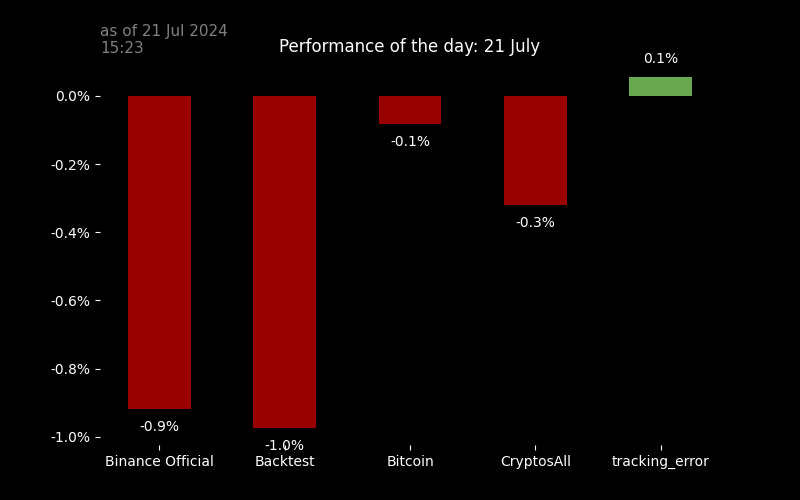 as of 21 Jul 2024
15:23
Performance of the day: 21 July
0.1%
0.0%
-0.1%
-0.2%
-0.3%
-0.4%
-0.6%
-0.8%
-0.9%
-1.0%
-1.0%
Binance Official
Backtest
Bitcoin
CryptosAll
tracking_error